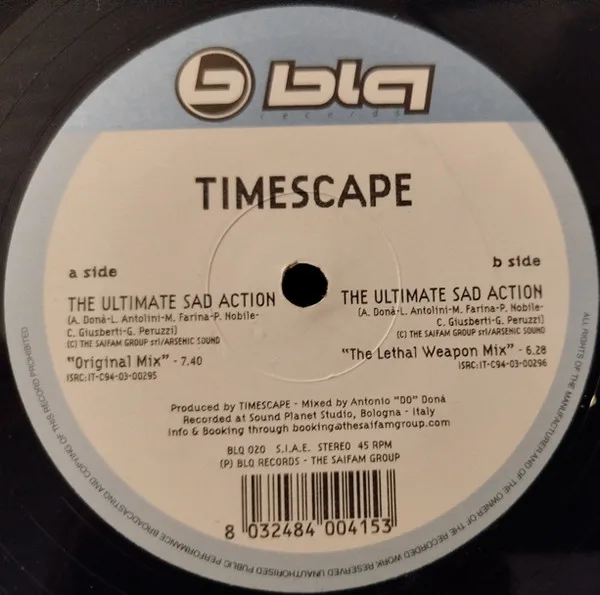 b blq
records
TIMESCAPE
a side
THE ULTIMATE SAD ACTION
(A. Donà-L. Antolini-M. Farina-P. Nobile-
C. Giusberti-G. Peruzzi)
(C) THE SAIFAM GROUP srl/ARSENIC SOUND
"Original Mix" - 7.40
ISRC: IT-C94-03-00295
b side
THE ULTIMATE SAD ACTION
(A. Donà-L. Antolini-M. Farina-P. Nobile-
C. Giusberti-G. Peruzzi)
(C) THE SAIFAM GROUP srl/ARSENIC SOUND
"The Lethal Weapon Mix" - 6.28
ISRC: IT-C94-03-00296
Produced by TIMESCAPE - Mixed by Antonio "DO" Donà
Recorded at Sound Planet Studio, Bologna - Italy
Info & Booking through booking@thesaifamgroup.com
BLQ 020 S.I.A.E. STEREO 45 RPM
(P) BLQ RECORDS - THE SAIFAM GROUP
8 032484 004153
ALL RIGHTS OF THE MANUFACTURER AND OF THE OWNER OF THE RECORDED WORK RESERVED UNAUTHORISED PUBLIC PERFORMANCE BROADCASTING AND COPYING OF THIS RECORD PROHIBITED